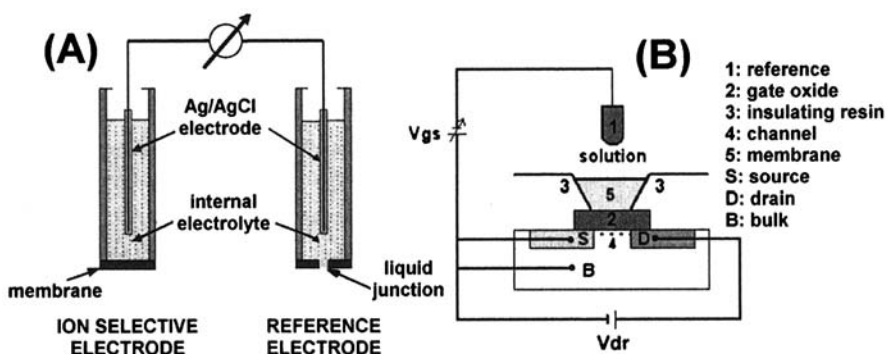 (A)
Ag/AgCl
electrode
internal
electrolyte
membrane
liquid
junction
ION SELECTIVE
ELECTRODE
REFERENCE
ELECTRODE
(B)
Vgs
1
solution
3
5
3
2
S
4
D
B
Vdr
1: reference
2: gate oxide
3: insulating resin
4: channel
5: membrane
S: source
D: drain
B: bulk